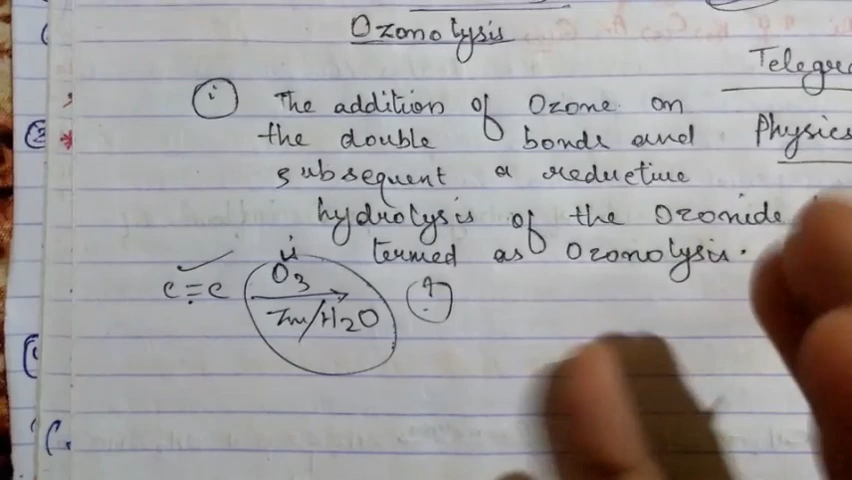 Ozonolysis
Telegra
i The addition of Ozone on
the double bonds and
Physics
subsequent a reductive
hydrolysis of the Ozonide is
termed as Ozonolysis.
C=C O3 ?
Zn/H2O